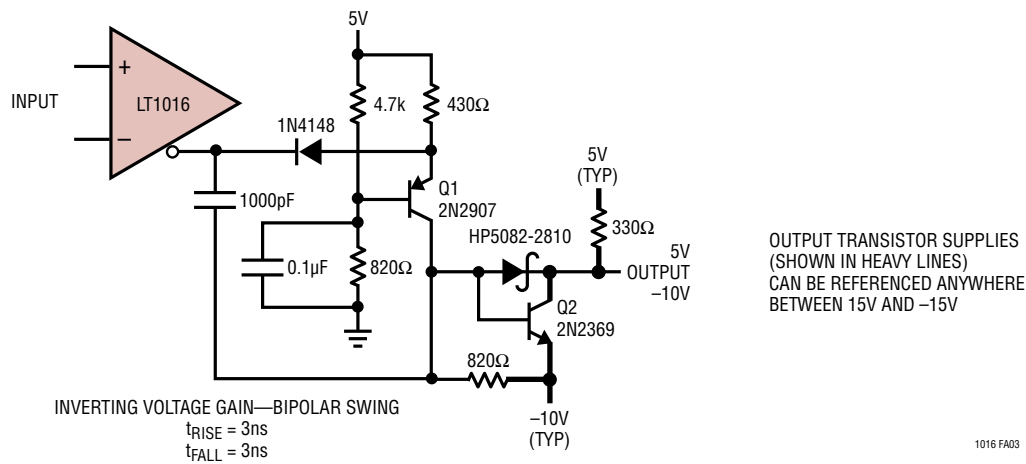 5V
+
INPUT
LT1016
–
4.7k
430Ω
1N4148
1000pF
Q1
2N2907
0.1µF
820Ω
5V
(TYP)
330Ω
HP5082-2810
5V
OUTPUT
–10V
Q2
2N2369
820Ω
–10V
(TYP)
OUTPUT TRANSISTOR SUPPLIES
(SHOWN IN HEAVY LINES)
CAN BE REFERENCED ANYWHERE
BETWEEN 15V AND –15V
INVERTING VOLTAGE GAIN—BIPOLAR SWING
tRISE = 3ns
tFALL = 3ns
1016 FA03